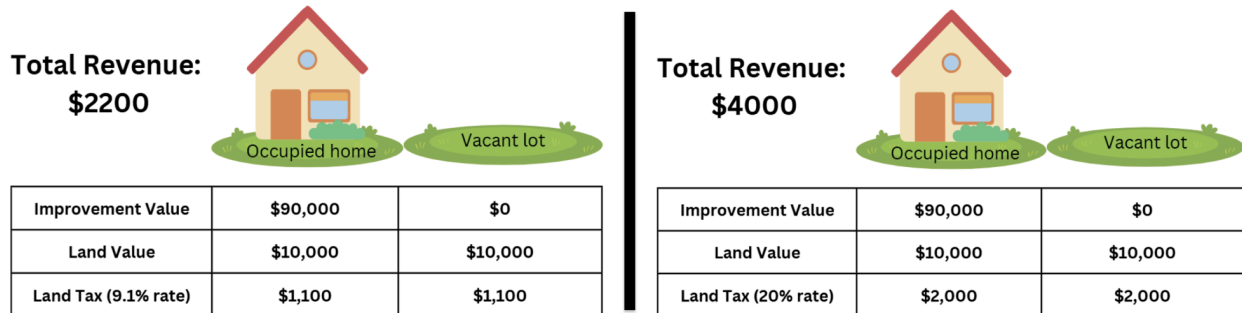 Total Revenue:
$2200
Occupied home
Vacant lot
Improvement Value $90,000 $0
Land Value $10,000 $10,000
Land Tax (9.1% rate) $1,100 $1,100
Total Revenue:
$4000
Occupied home
Vacant lot
Improvement Value $90,000 $0
Land Value $10,000 $10,000
Land Tax (20% rate) $2,000 $2,000